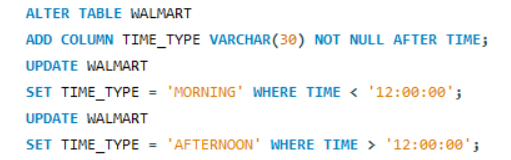 ALTER TABLE WALMART
ADD COLUMN TIME_TYPE VARCHAR(30) NOT NULL AFTER TIME;
UPDATE WALMART
SET TIME_TYPE = 'MORNING' WHERE TIME < '12:00:00';
UPDATE WALMART
SET TIME_TYPE = 'AFTERNOON' WHERE TIME > '12:00:00';